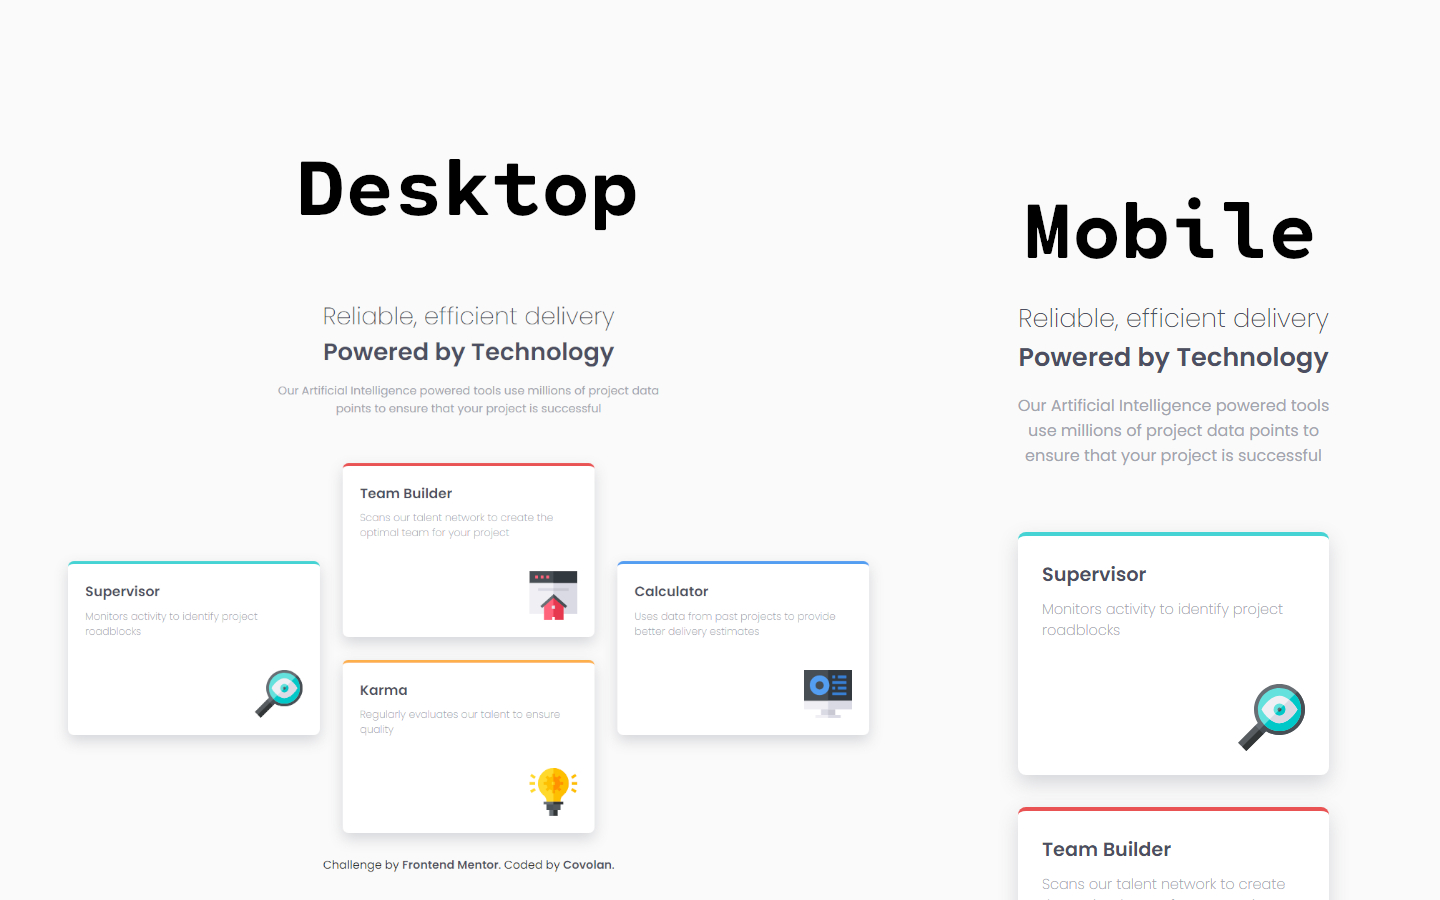 Desktop
Reliable, efficient delivery
Powered by Technology
Our Artificial Intelligence powered tools use millions of project data
points to ensure that your project is successful
Supervisor
Monitors activity to identify project
roadblocks
Team Builder
Scans our talent network to create the
optimal team for your project
Karma
Regularly evaluates our talent to ensure
quality
Calculator
Uses data from past projects to provide
better delivery estimates
Challenge by Frontend Mentor. Coded by Covolan.
Mobile
Reliable, efficient delivery
Powered by Technology
Our Artificial Intelligence powered tools
use millions of project data points to
ensure that your project is successful
Supervisor
Monitors activity to identify project
roadblocks
Team Builder
Scans our talent network to create